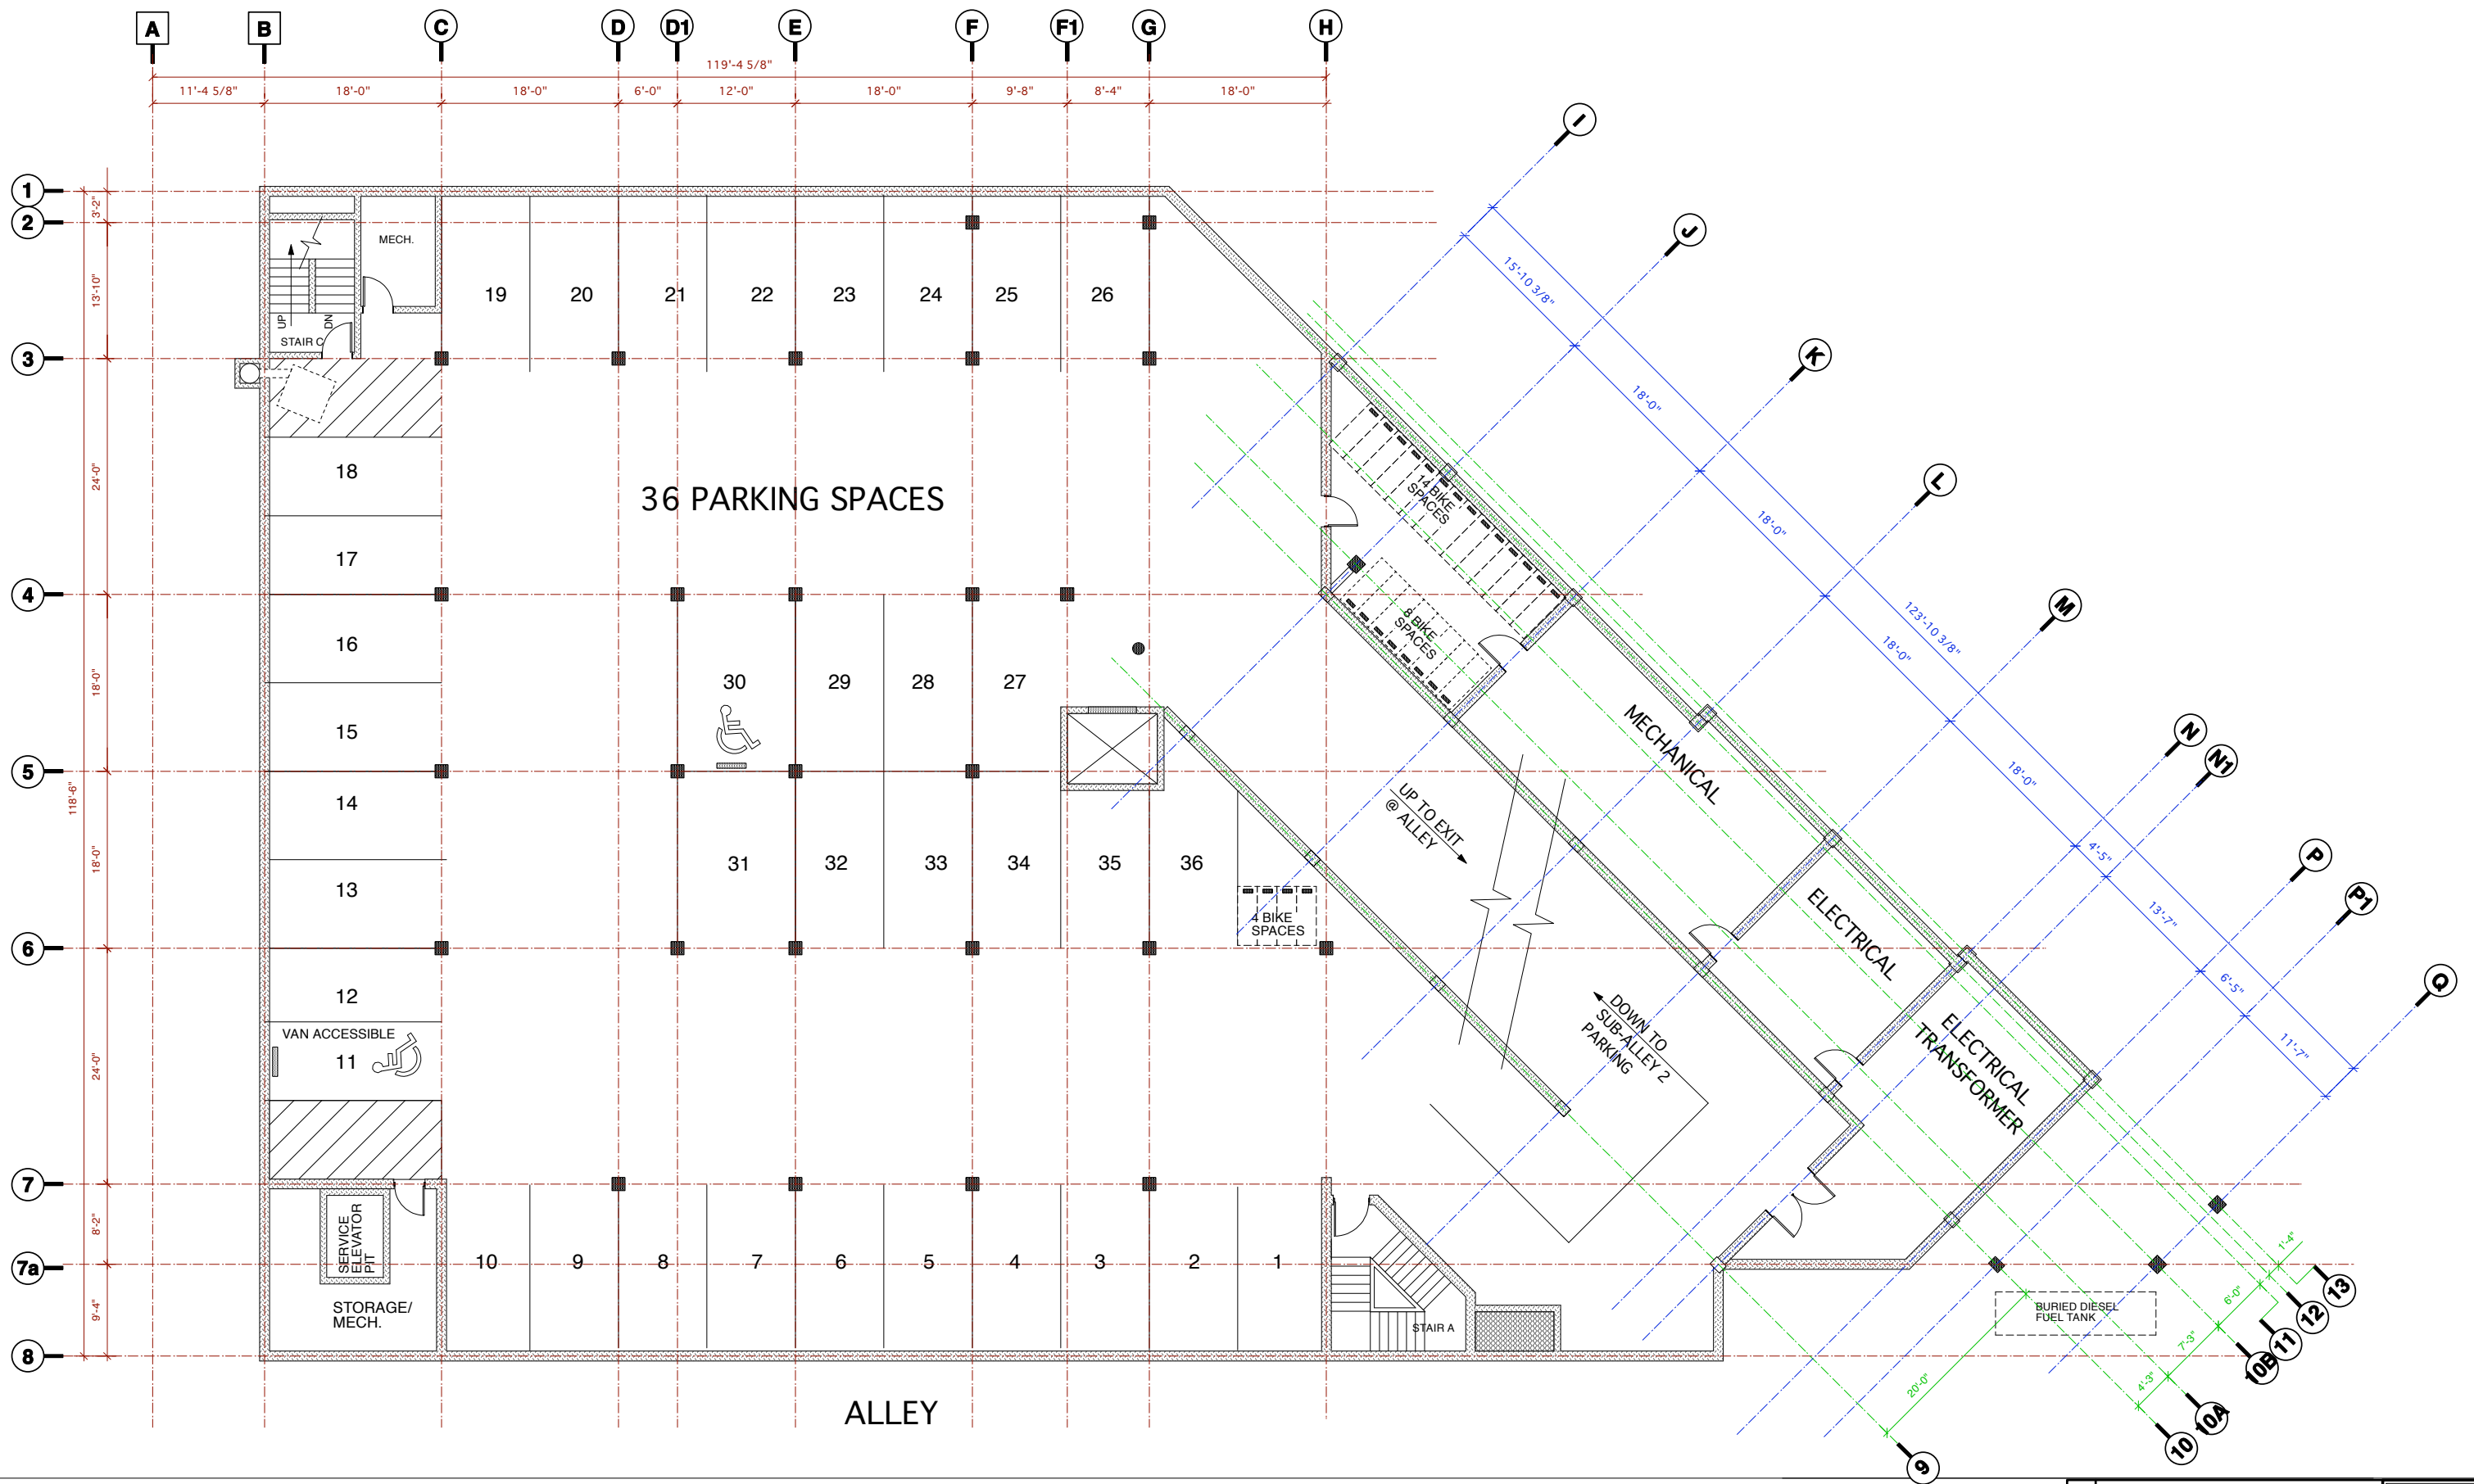 A B C D D1 E F F1 G H
119'-4 5/8"
11'-4 5/8" 18'-0" 18'-0" 6'-0" 12'-0" 18'-0" 9'-8" 8'-4" 18'-0"
I
J
K
L
M
N
N1
P
P1
Q
15'-10 3/8"
18'-0"
18'-0"
18'-0"
18'-0"
4'-5"
13'-7"
6'-5"
11'-7"
123'-10 3/8"
1
2
3
4
5
6
7
7a
8
3'-2"
13'-10"
24'-0"
18'-0"
18'-0"
24'-0"
8'-2"
9'-4"
118'-6"
MECH.
UP
DN
STAIR C
19 20 21 22 23 24 25 26
36 PARKING SPACES
18
17
16
15
14
13
12
VAN ACCESSIBLE
11
30 29 28 27
31 32 33 34 35 36
4 BIKE
SPACES
14 BIKE
SPACES
8 BIKE
SPACES
MECHANICAL
ELECTRICAL
ELECTRICAL
TRANSFORMER
UP TO EXIT
@ ALLEY
DOWN TO
SUB-ALLEY 2
PARKING
SERVICE
ELEVATOR
PIT
STORAGE/
MECH.
10 9 8 7 6 5 4 3 2 1
STAIR A
BURIED DIESEL
FUEL TANK
ALLEY
20'-0"
4'-3"
7'-3"
6'-0"
1'-4"
9
10
10A
10B
11
12
13